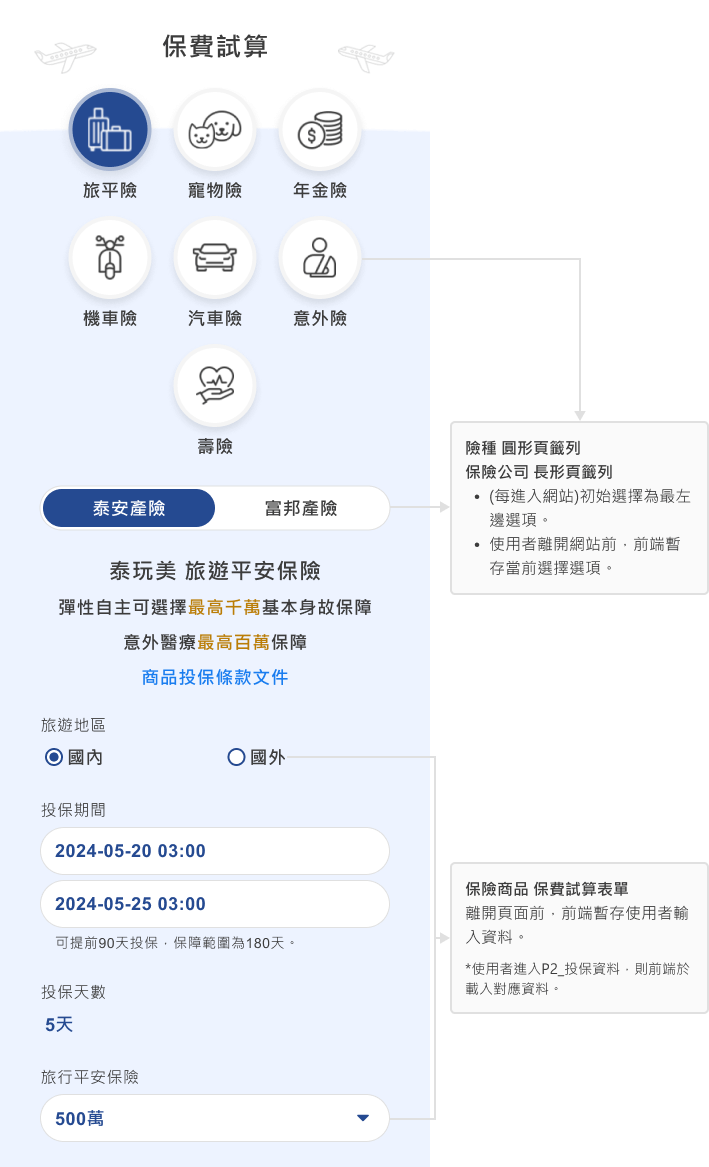 保費試算
旅平險
寵物險
年金險
機車險
汽車險
意外險
壽險
泰安產險
富邦產險
泰玩美 旅遊平安保險
彈性自主可選擇最高千萬基本身故保障
意外醫療最高百萬保障
商品投保條款文件
旅遊地區
國內
國外
投保期間
2024-05-20 03:00
2024-05-25 03:00
可提前90天投保，保障範圍為180天。
投保天數
5天
旅行平安保險
500萬
險種 圓形頁籤列
保險公司 長形頁籤列
• (每進入網站)初始選擇為最左
邊選項。
• 使用者離開網站前，前端暫
存當前選擇選項。
保險商品 保費試算表單
離開頁面前，前端暫存使用者輸
入資料。
*使用者進入P2_投保資料，則前端於
載入對應資料。